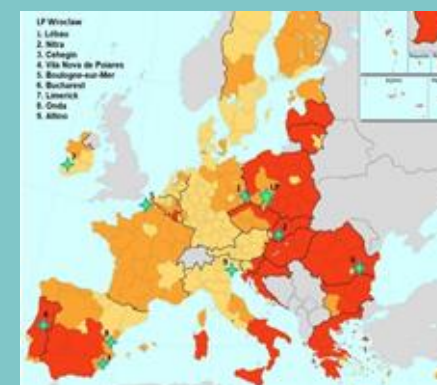 LP Wroclaw
1. Löbau
2. Nitra
3. Cehegin
4. Vila Nova de Poiares
5. Boulogne-sur-Mer
6. Bucharest
7. Limerick
8. Onda
9. Altino
LP